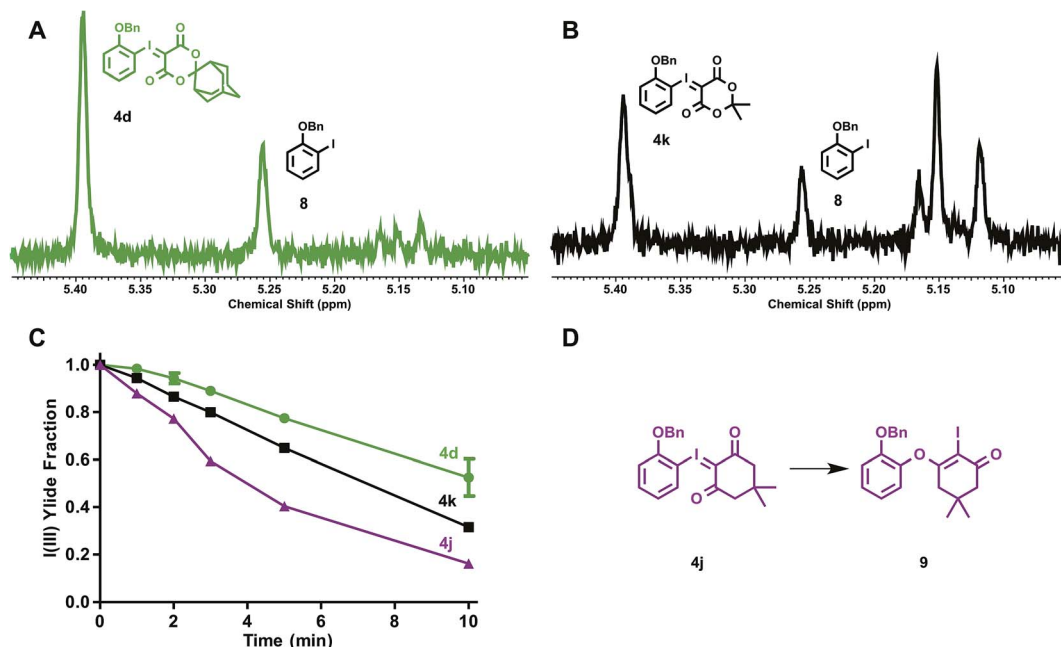 A
OBn
I
O
O
O
O
4d
OBn
I
8
5.40
5.35
5.30
5.25
5.20
5.15
5.10
Chemical Shift (ppm)
B
OBn
I
O
O
O
O
4k
OBn
I
8
5.40
5.35
5.30
5.25
5.20
5.15
5.10
Chemical Shift (ppm)
C
I(III) Ylide Fraction
1.0
0.8
0.6
0.4
0.2
0.0
4d
4k
4j
0
2
4
6
8
10
Time (min)
D
OBn
I
O
O
4j
OBn
O
I
O
9